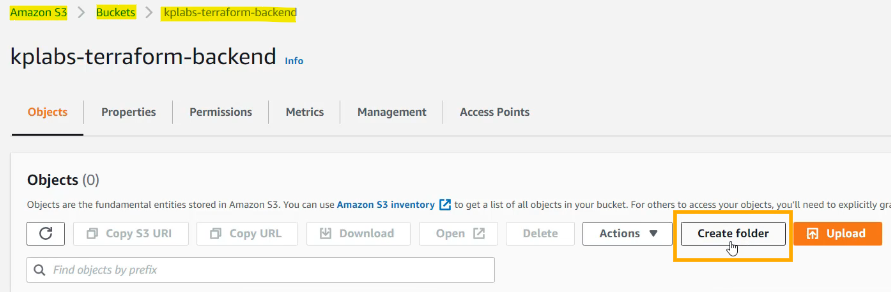 Amazon S3 > Buckets > kplabs-terraform-backend
kplabs-terraform-backend Info
Objects Properties Permissions Metrics Management Access Points
Objects (0)
Objects are the fundamental entities stored in Amazon S3. You can use Amazon S3 inventory to get a list of all objects in your bucket. For others to access your objects, you'll need to explicitly gra
Copy S3 URI Copy URL Download Open Delete Actions Create folder Upload
Find objects by prefix